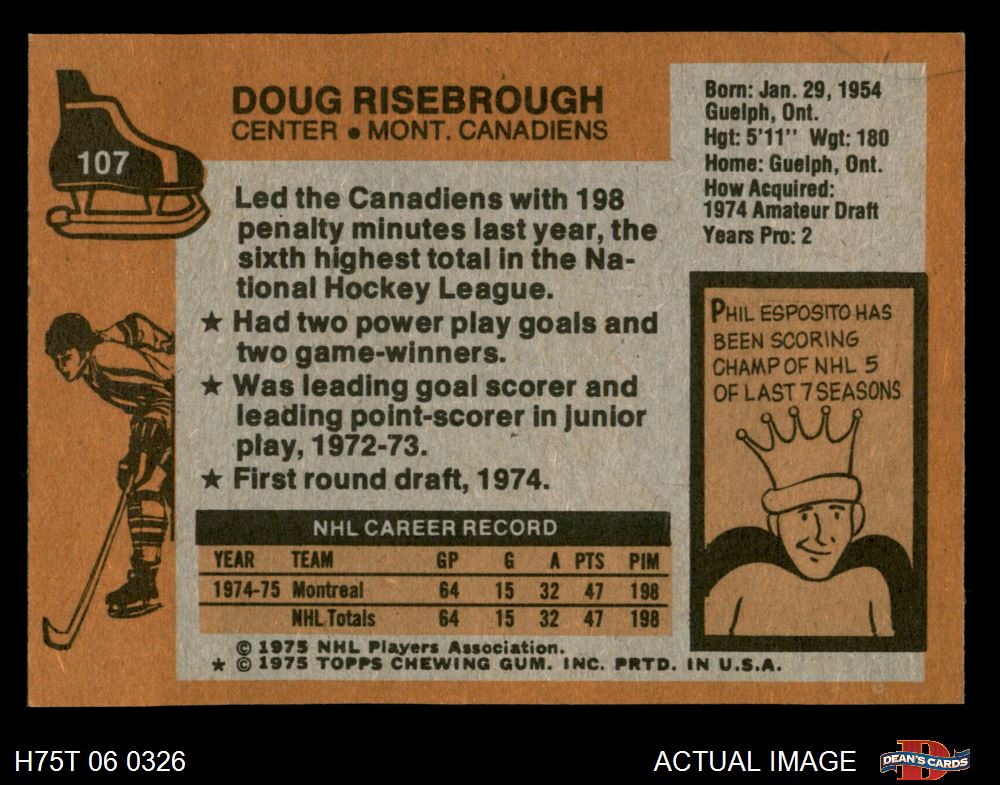 107
DOUG RISEBROUGH
CENTER • MONT. CANADIENS
Born: Jan. 29, 1954
Guelph, Ont.
Hgt: 5'11" Wgt: 180
Home: Guelph, Ont.
How Acquired:
1974 Amateur Draft
Years Pro: 2
Led the Canadiens with 198
penalty minutes last year, the
sixth highest total in the Na-
tional Hockey League.
★ Had two power play goals and
two game-winners.
★ Was leading goal scorer and
leading point-scorer in junior
play, 1972-73.
★ First round draft, 1974.
PHIL ESPOSITO HAS
BEEN SCORING
CHAMP OF NHL 5
OF LAST 7 SEASONS
NHL CAREER RECORD
YEAR TEAM GP G A PTS PIM
1974-75 Montreal 64 15 32 47 198
NHL Totals 64 15 32 47 198
© 1975 NHL Players Association.
★ © 1975 TOPPS CHEWING GUM. INC. PRTD. IN U.S.A.
H75T 06 0326
ACTUAL IMAGE
D
DEAN'S CARDS